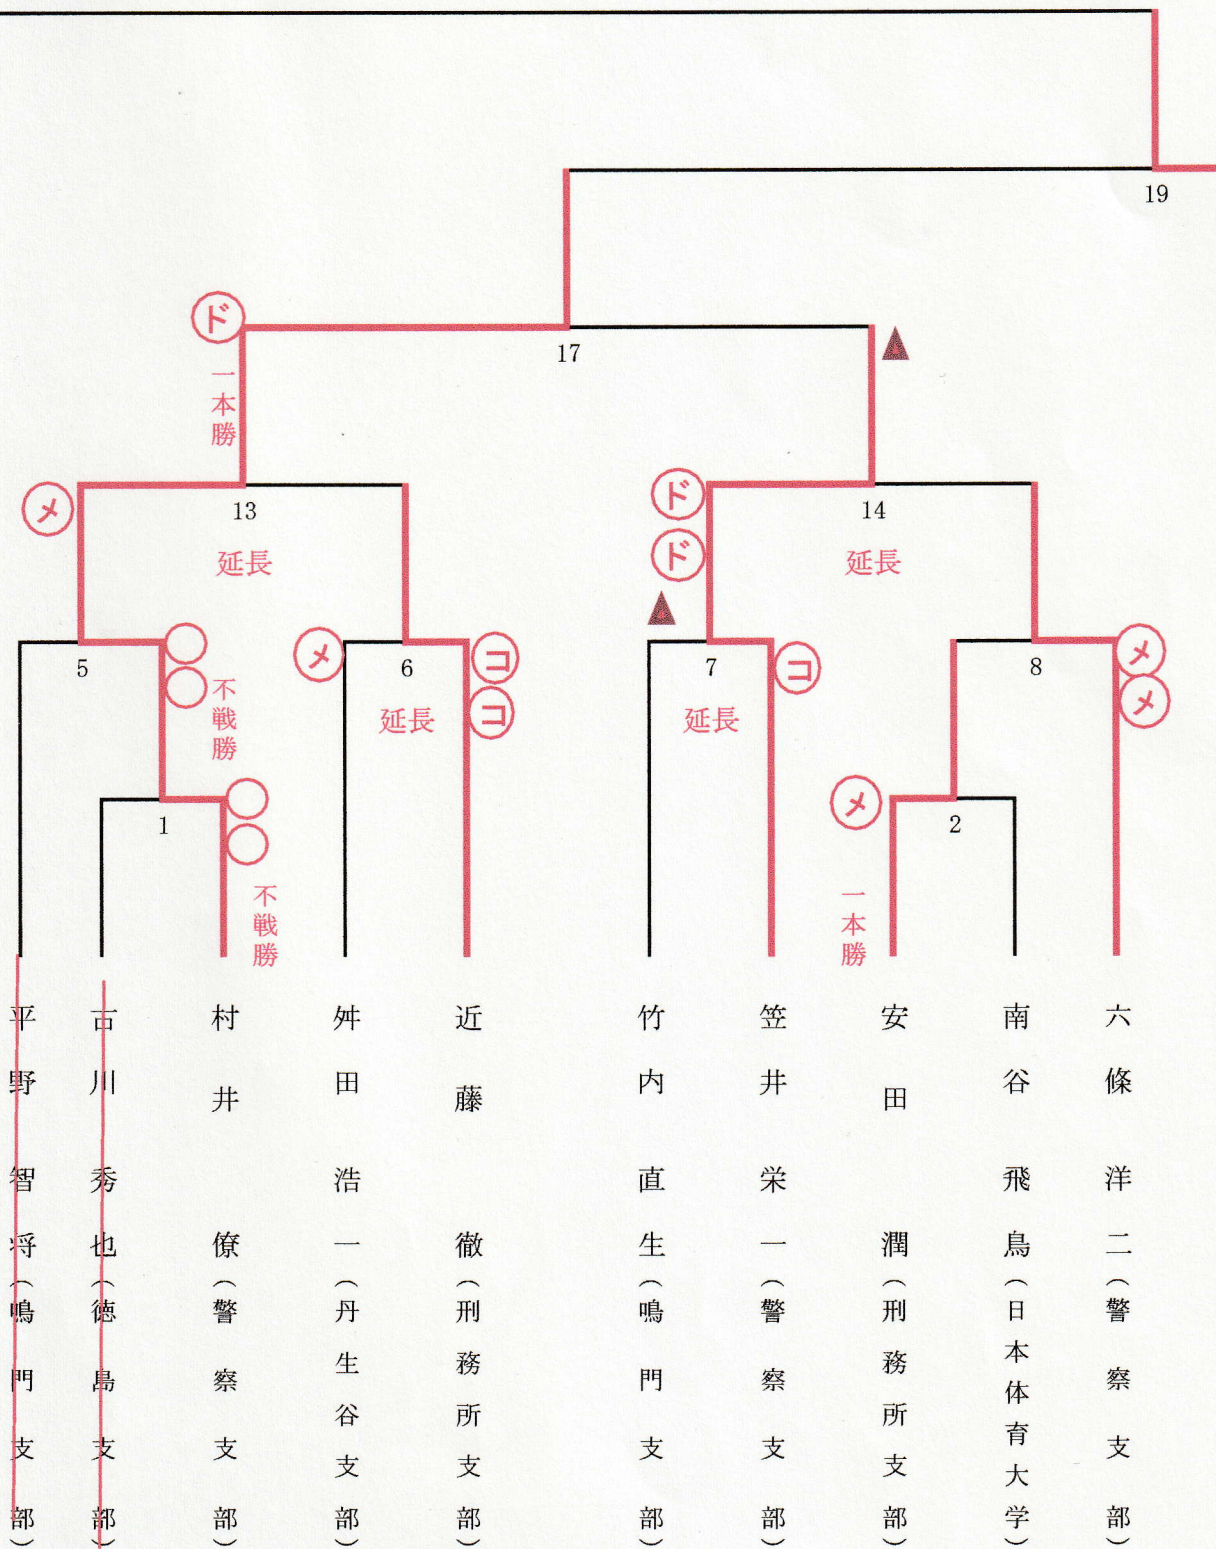 19
17
ド
一本勝
13
延長
メ
14
延長
ド
ド
5
不戦勝
6
延長
メ
コ
コ
7
延長
コ
8
メ
メ
1
不戦勝
2
メ
一本勝
平野智将(鳴門支部)
古川秀也(徳島支部)
村井僚(警察支部)
舛田浩一(丹生谷支部)
近藤徹(刑務所支部)
竹内直生(鳴門支部)
笠井栄一(警察支部)
安田潤(刑務所支部)
南谷飛鳥(日本体育大学)
六條洋二(警察支部)